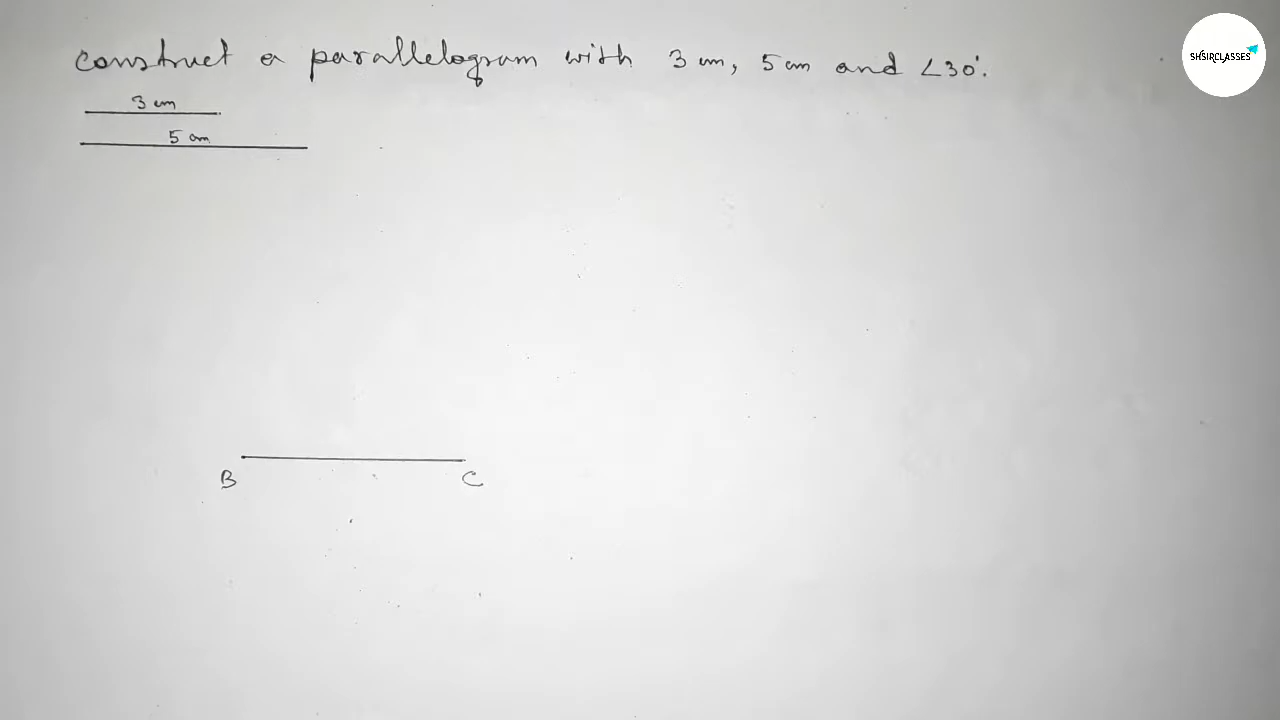 construct a parallelogram with 3 cm, 5 cm and ∠30°.
3 cm
5 cm
B C
SHSIRCLASSES